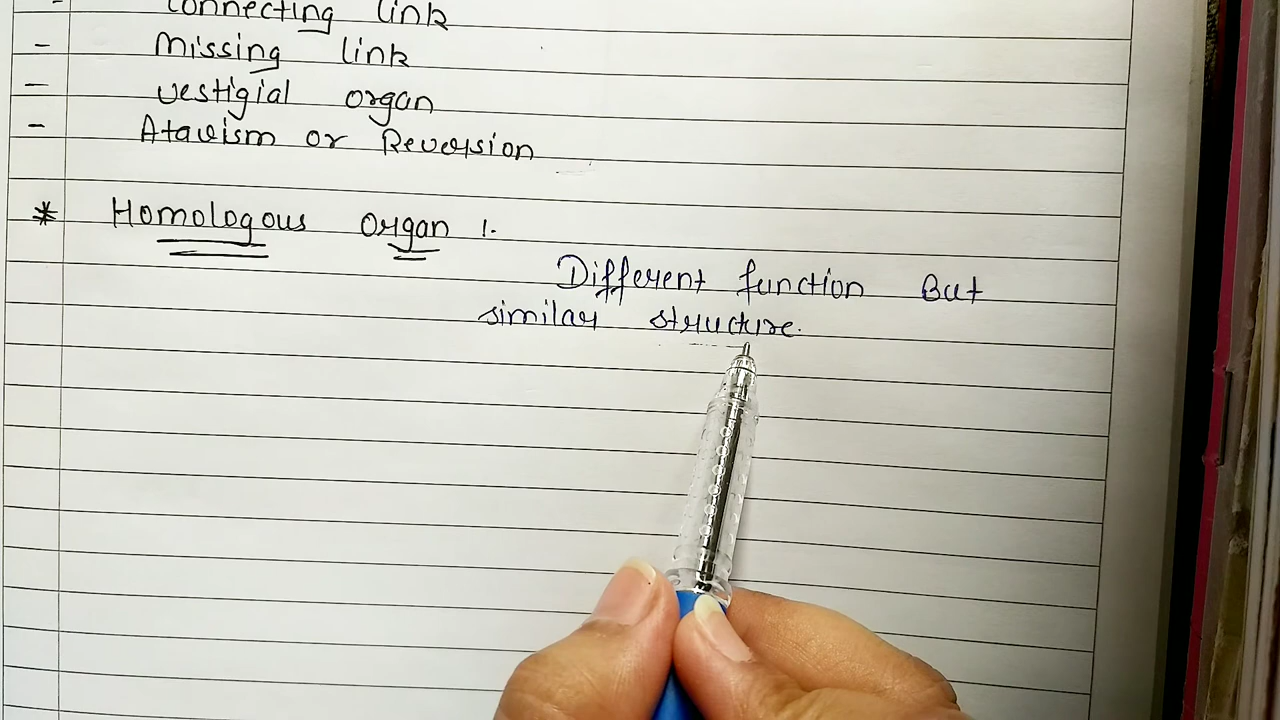 - Connecting link
- Missing link
- vestigial organ
- Atavism or Reversion
* Homologous organ :-
Different function But
similar structure.